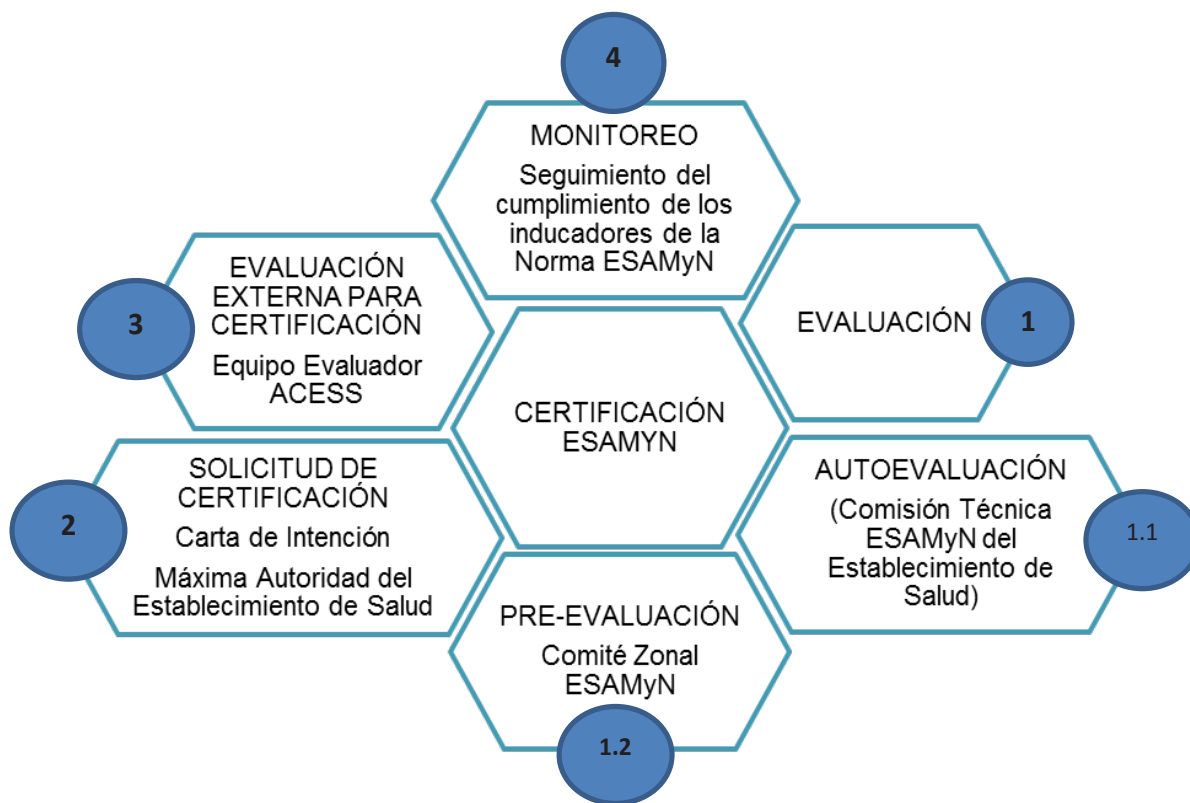 4
MONITOREO
Seguimiento del
cumplimiento de los
inducadores de la
Norma ESAMyN
EVALUACIÓN
1
AUTOEVALUACIÓN
(Comisión Técnica
ESAMyN del
Establecimiento de
Salud)
1.1
PRE-EVALUACIÓN
Comité Zonal
ESAMyN
1.2
SOLICITUD DE
CERTIFICACIÓN
Carta de Intención
Máxima Autoridad del
Establecimiento de Salud
2
EVALUACIÓN
EXTERNA PARA
CERTIFICACIÓN
Equipo Evaluador
ACESS
3
CERTIFICACIÓN
ESAMYN